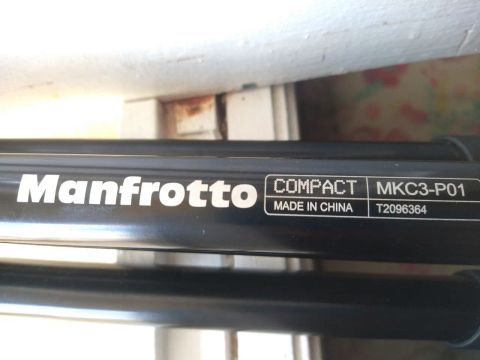 Manfrotto COMPACT MKC3-P01
MADE IN CHINA T2096364